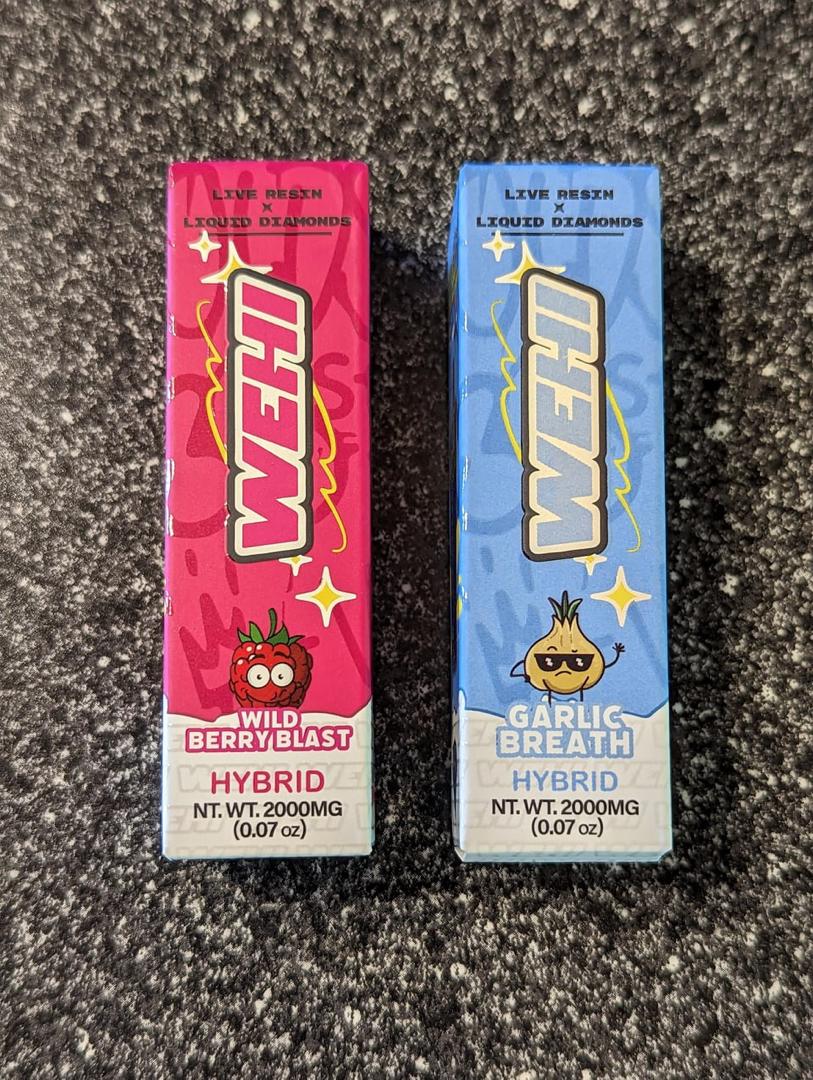 LIVE RESIN
X
LIQUID DIAMONDS
WEHI
WILD
BERRY BLAST
HYBRID
NT. WT. 2000MG
(0.07 oz)
LIVE RESIN
X
LIQUID DIAMONDS
WEHI
GARLIC
BREATH
HYBRID
NT. WT. 2000MG
(0.07 oz)